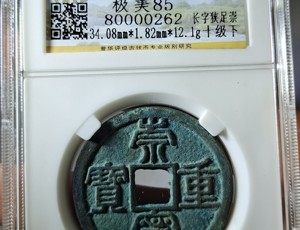 极美85
80000262 长字狭足崇
34.08mm*1.82mm*12.1g 十级下
崇
寳 重
寧